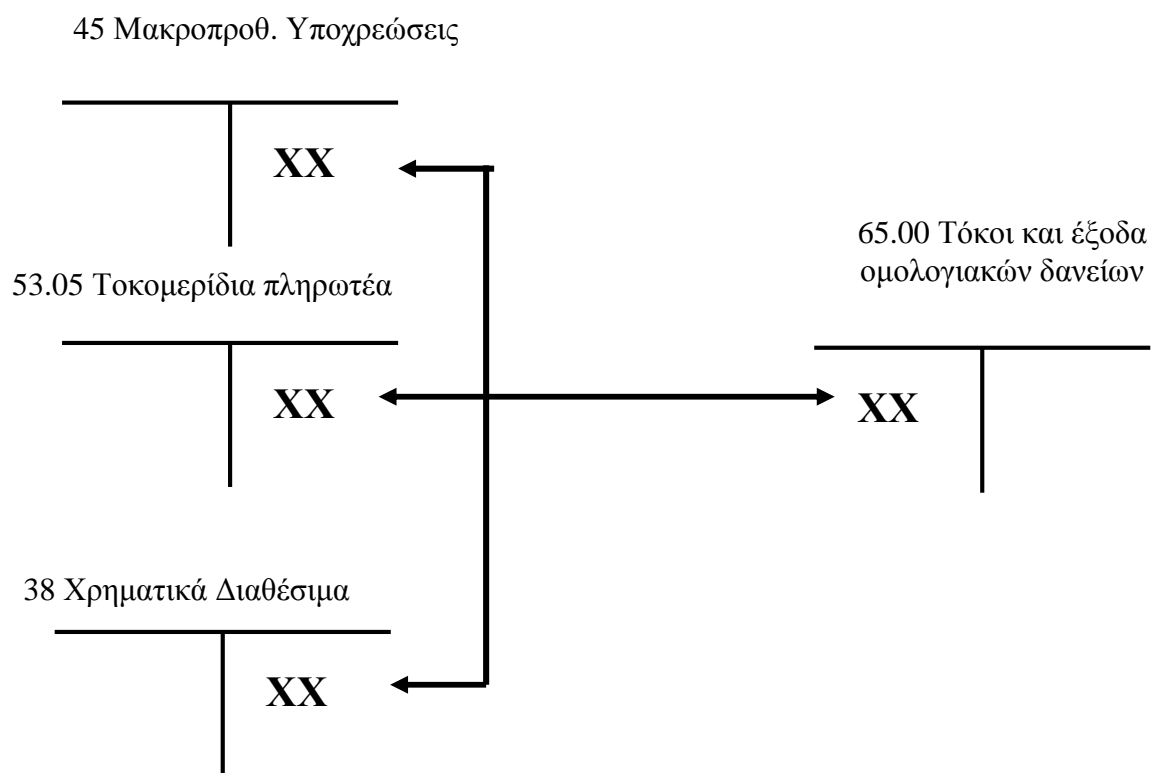 45 Μακροπροθ. Υποχρεώσεις
XX
65.00 Τόκοι και έξοδα
ομολογιακών δανείων
53.05 Τοκομερίδια πληρωτέα
XX
XX
38 Χρηματικά Διαθέσιμα
XX